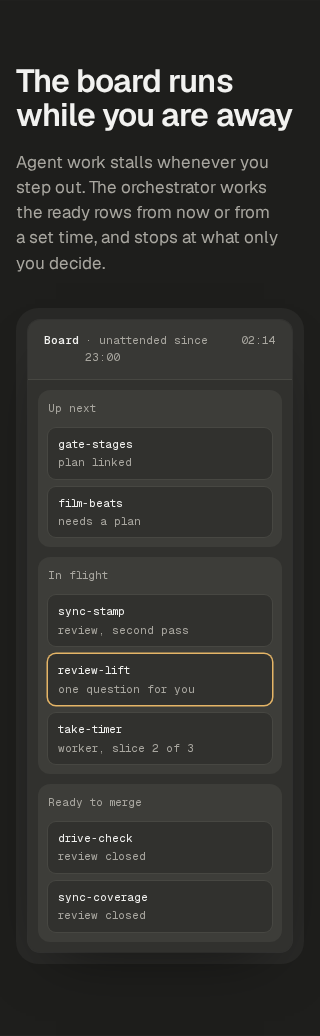 The board runs
while you are away
Agent work stalls whenever you
step out. The orchestrator works
the ready rows from now or from
a set time, and stops at what only
you decide.
Board · unattended since 02:14
23:00
Up next
gate-stages
plan linked
film-beats
needs a plan
In flight
sync-stamp
review, second pass
review-lift
one question for you
take-timer
worker, slice 2 of 3
Ready to merge
drive-check
review closed
sync-coverage
review closed